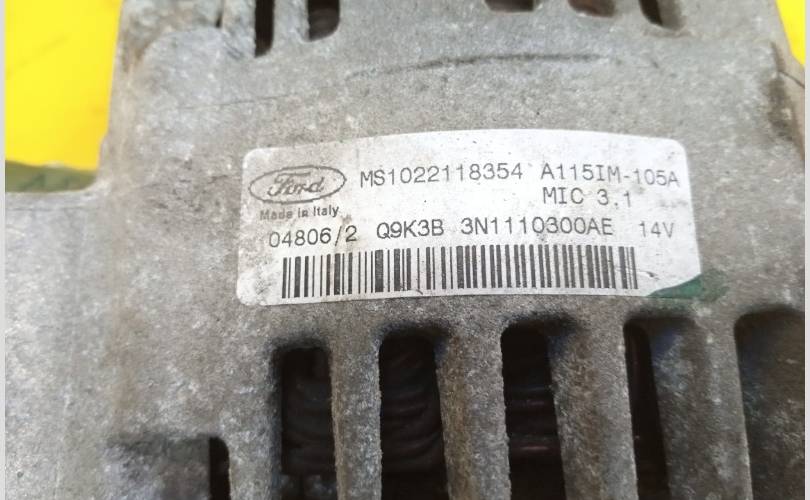 Ford MS1022118354 A115IM-105A
Made in Italy MIC 3.1
04806/2 Q9K3B 3N1110300AE 14V